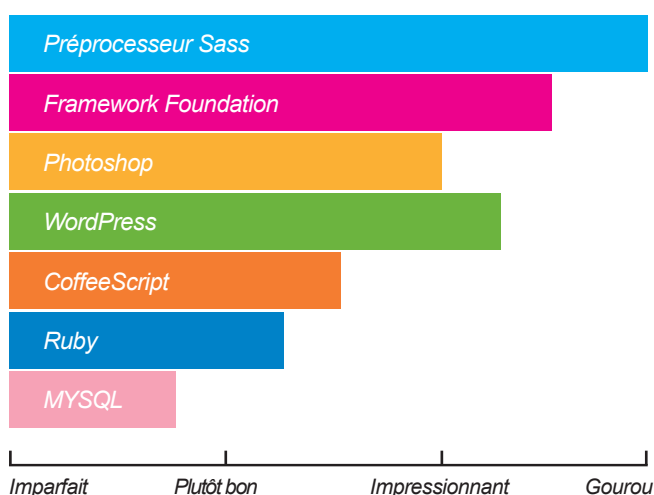 Préprocesseur Sass
Framework Foundation
Photoshop
WordPress
CoffeeScript
Ruby
MYSQL
Imparfait Plutôt bon Impressionnant Gourou